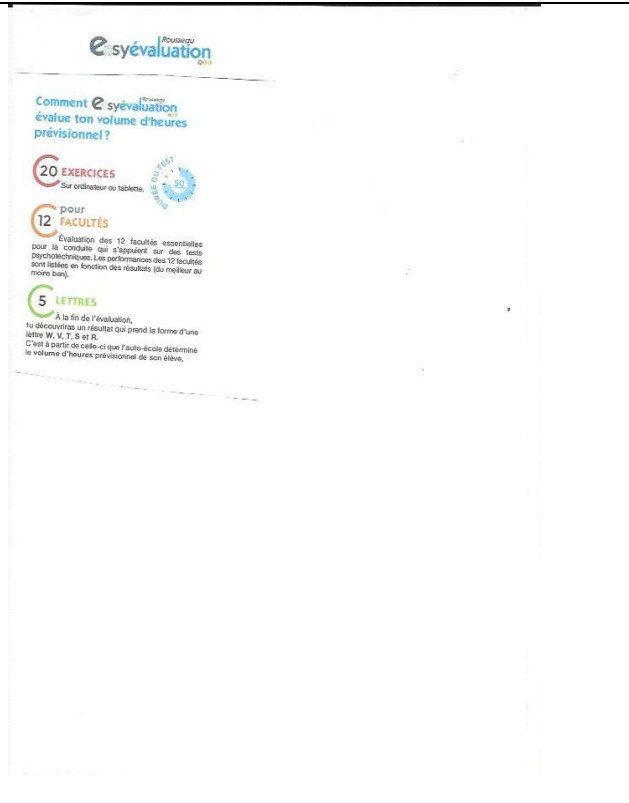 Rousseau
e syévaluation
Comment e syévaluation
Rousseau
évalue ton volume d'heures
prévisionnel ?
20 EXERCICES
Sur ordinateur ou tablette.
DURÉE DU TEST
50
12 pour
FACULTÉS
Évaluation des 12 facultés essentielles
pour la conduite qui s'appuient sur des tests
psychotechniques. Les performances des 12 facultés
sont listées en fonction des résultats (du meilleur au
moins bon).
5 LETTRES
À la fin de l'évaluation,
tu découvriras un résultat qui prend la forme d'une
lettre W, V, T, S et R.
C'est à partir de celle-ci que l'auto-école détermine
le volume d'heures prévisionnel de son élève.